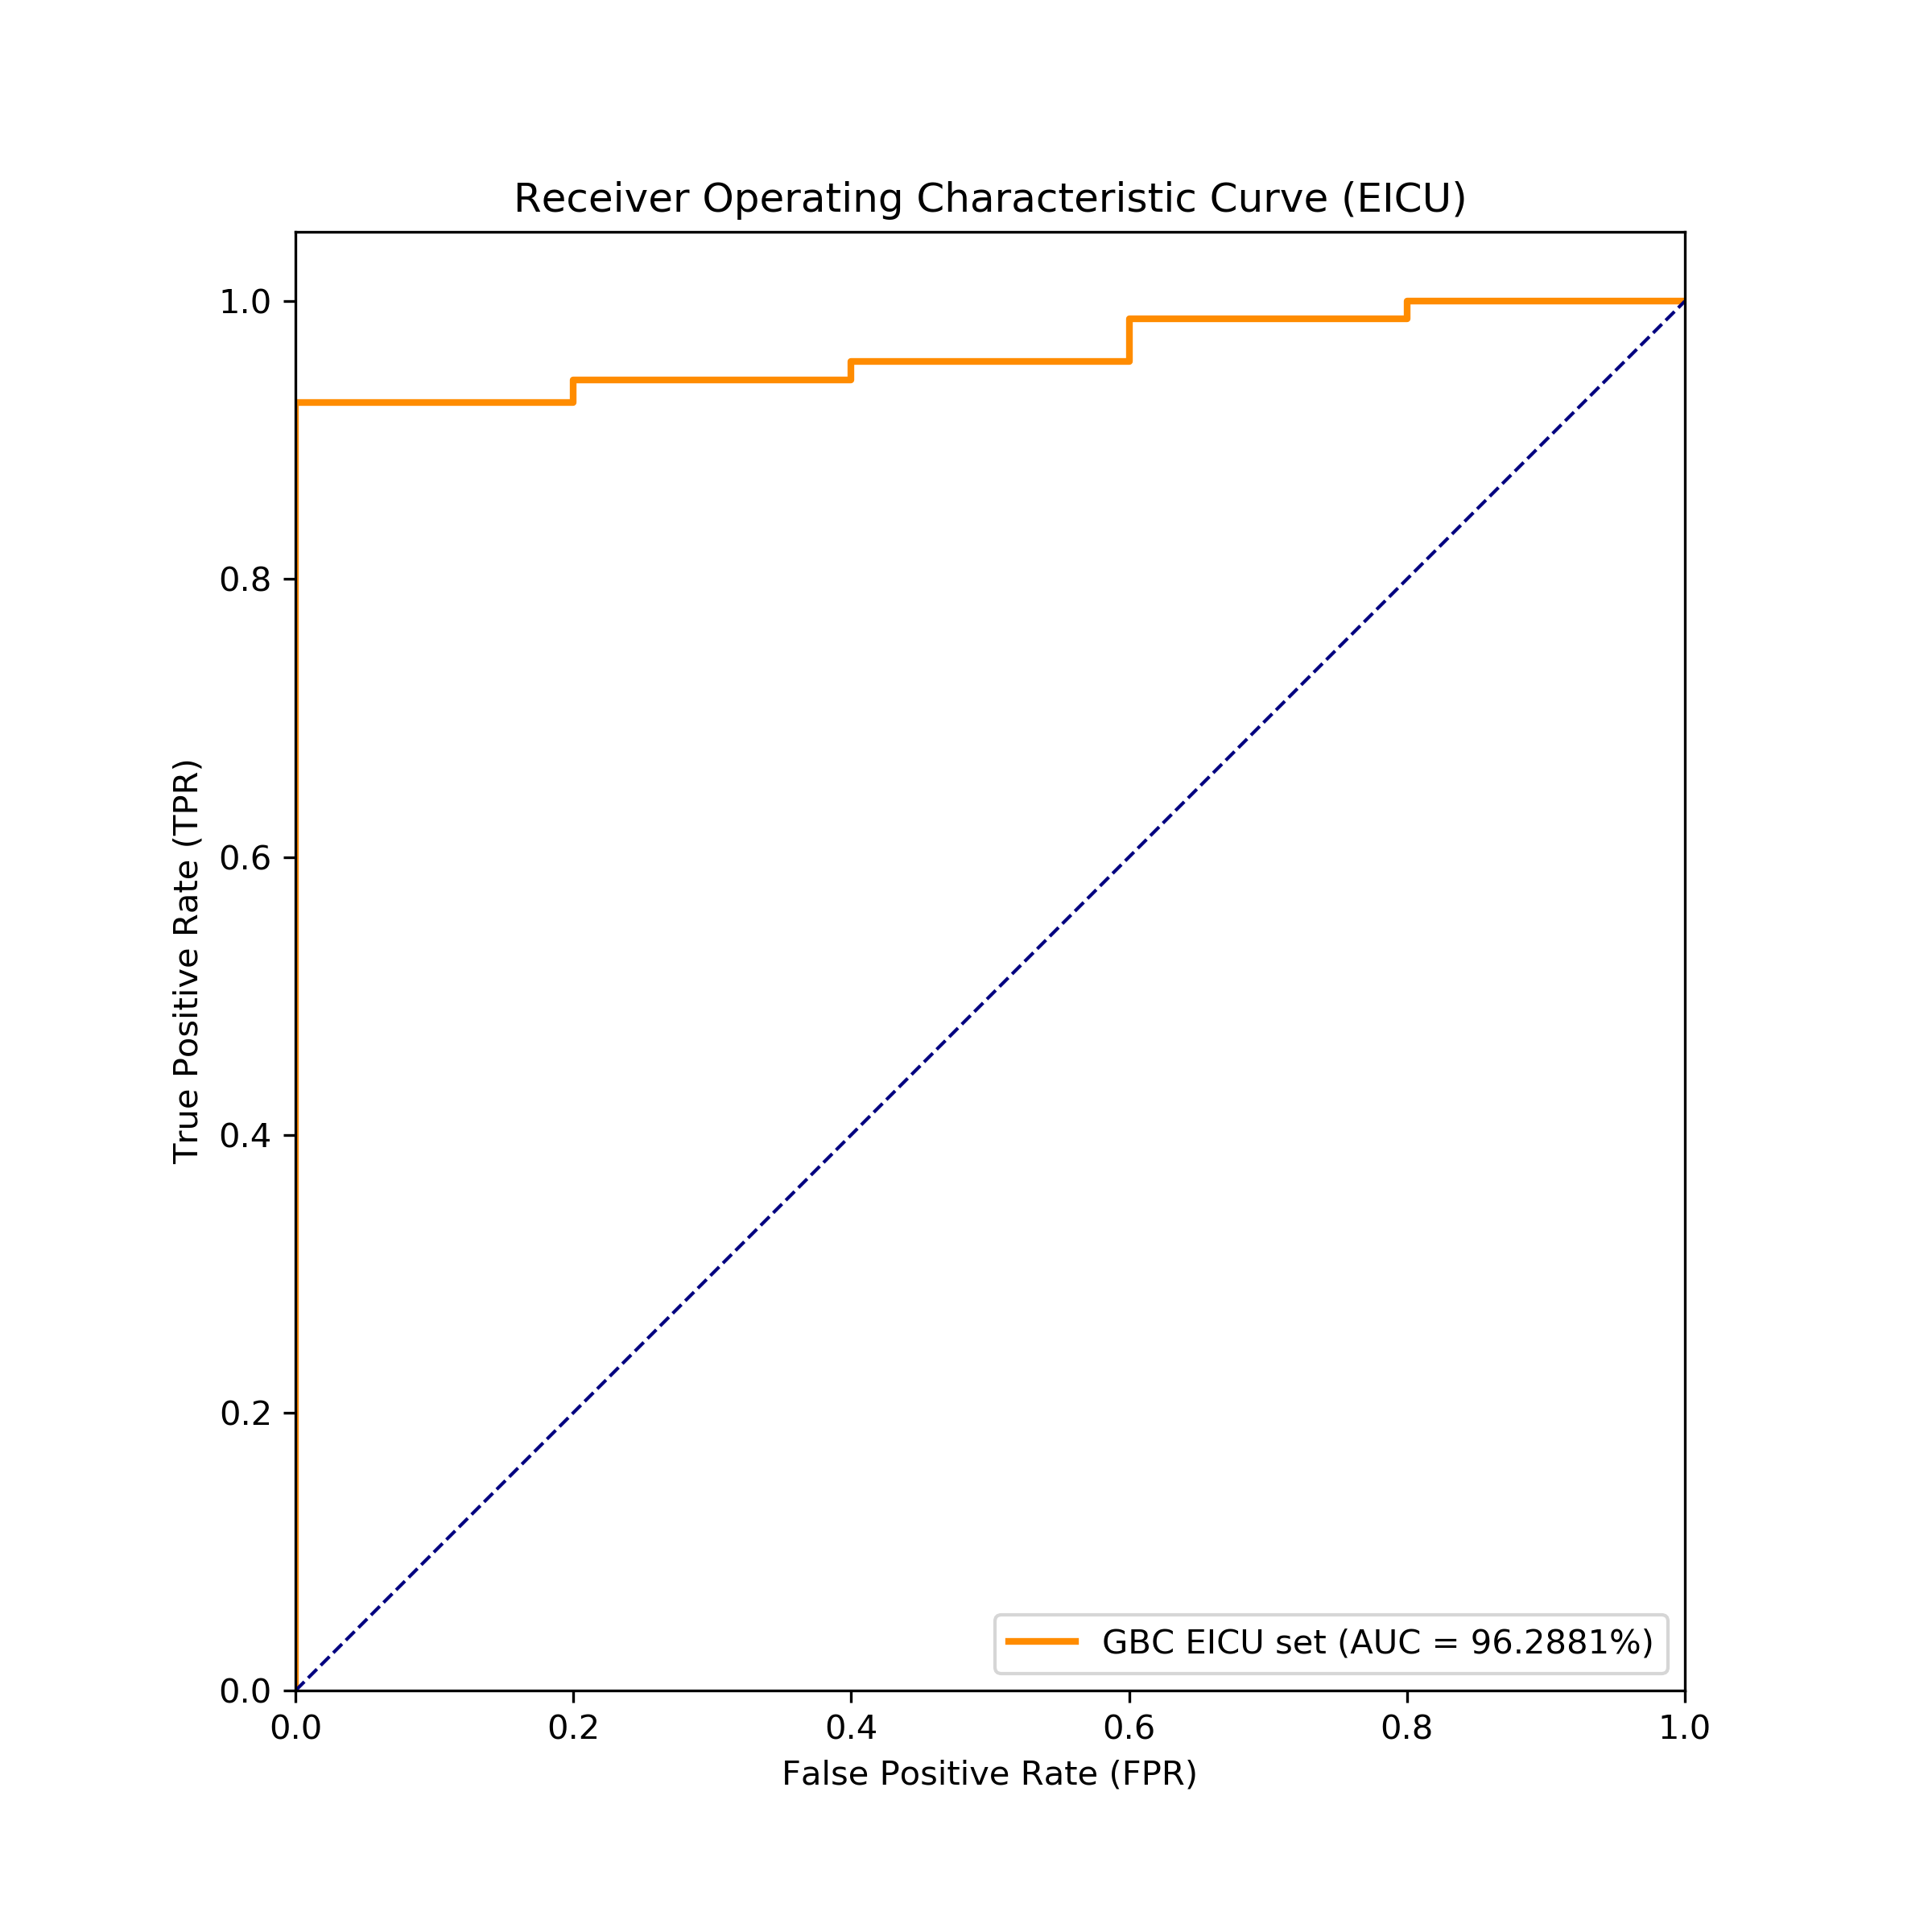 Receiver Operating Characteristic Curve (EICU)
True Positive Rate (TPR)
1.0
0.8
0.6
0.4
0.2
0.0
GBC EICU set (AUC = 96.2881%)
0.0 0.2 0.4 0.6 0.8 1.0
False Positive Rate (FPR)